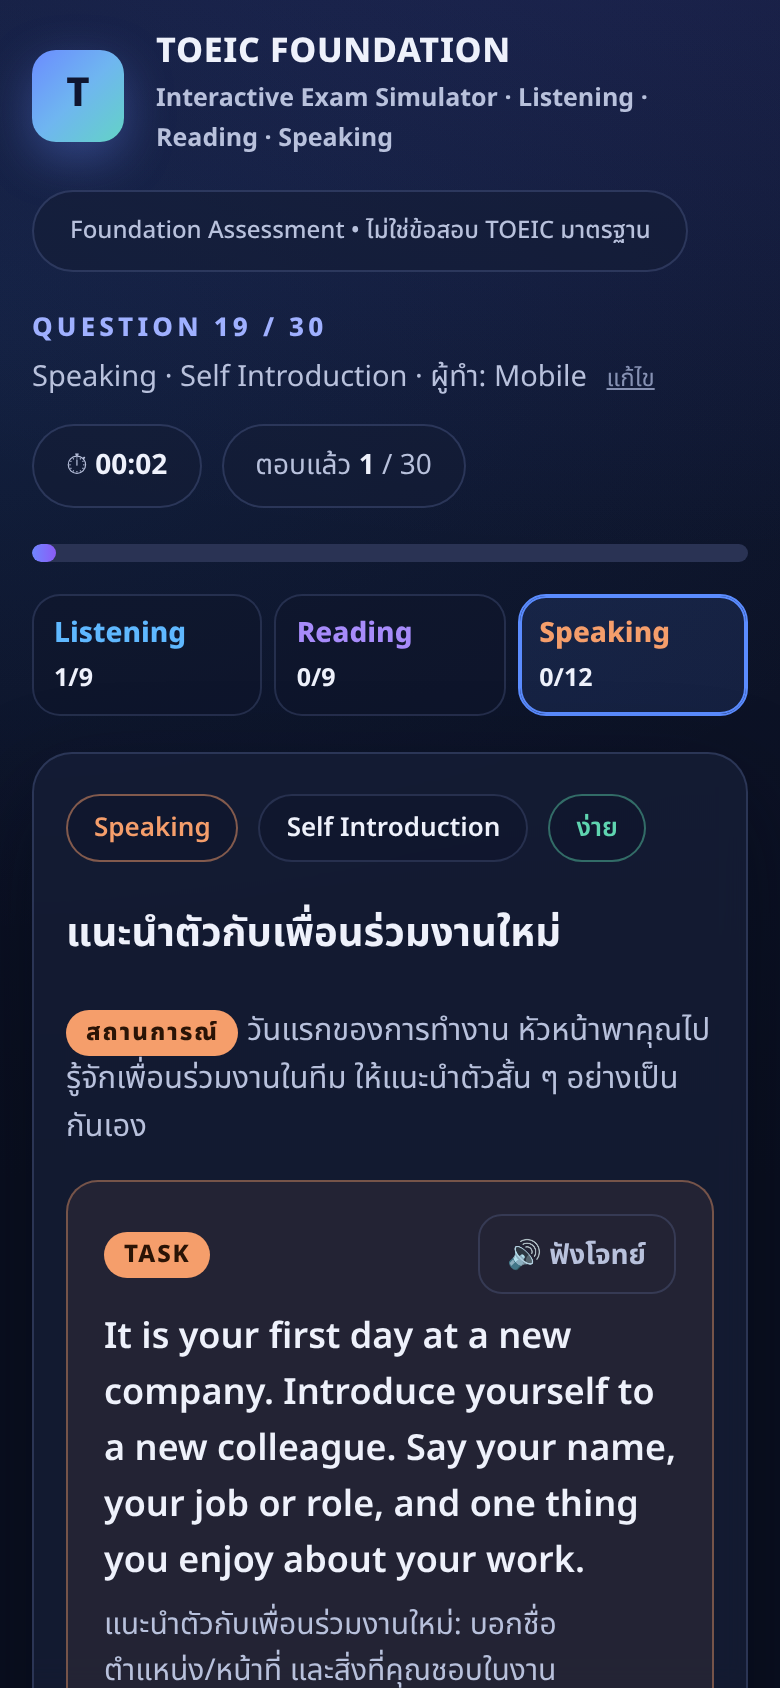 T
TOEIC FOUNDATION
Interactive Exam Simulator · Listening ·
Reading · Speaking
Foundation Assessment • ไม่ใช่ข้อสอบ TOEIC มาตรฐาน
QUESTION 19 / 30
Speaking · Self Introduction · ผู้ทำ: Mobile แก้ไข
⏱ 00:02
ตอบแล้ว 1 / 30
Listening
1/9
Reading
0/9
Speaking
0/12
Speaking
Self Introduction
ง่าย
แนะนำตัวกับเพื่อนร่วมงานใหม่
สถานการณ์ วันแรกของการทำงาน หัวหน้าพาคุณไป
รู้จักเพื่อนร่วมงานในทีม ให้แนะนำตัวสั้น ๆ อย่างเป็น
กันเอง
TASK
🔊 ฟังโจทย์
It is your first day at a new
company. Introduce yourself to
a new colleague. Say your name,
your job or role, and one thing
you enjoy about your work.
แนะนำตัวกับเพื่อนร่วมงานใหม่: บอกชื่อ
ตำแหน่ง/หน้าที่ และสิ่งที่คุณชอบในงาน